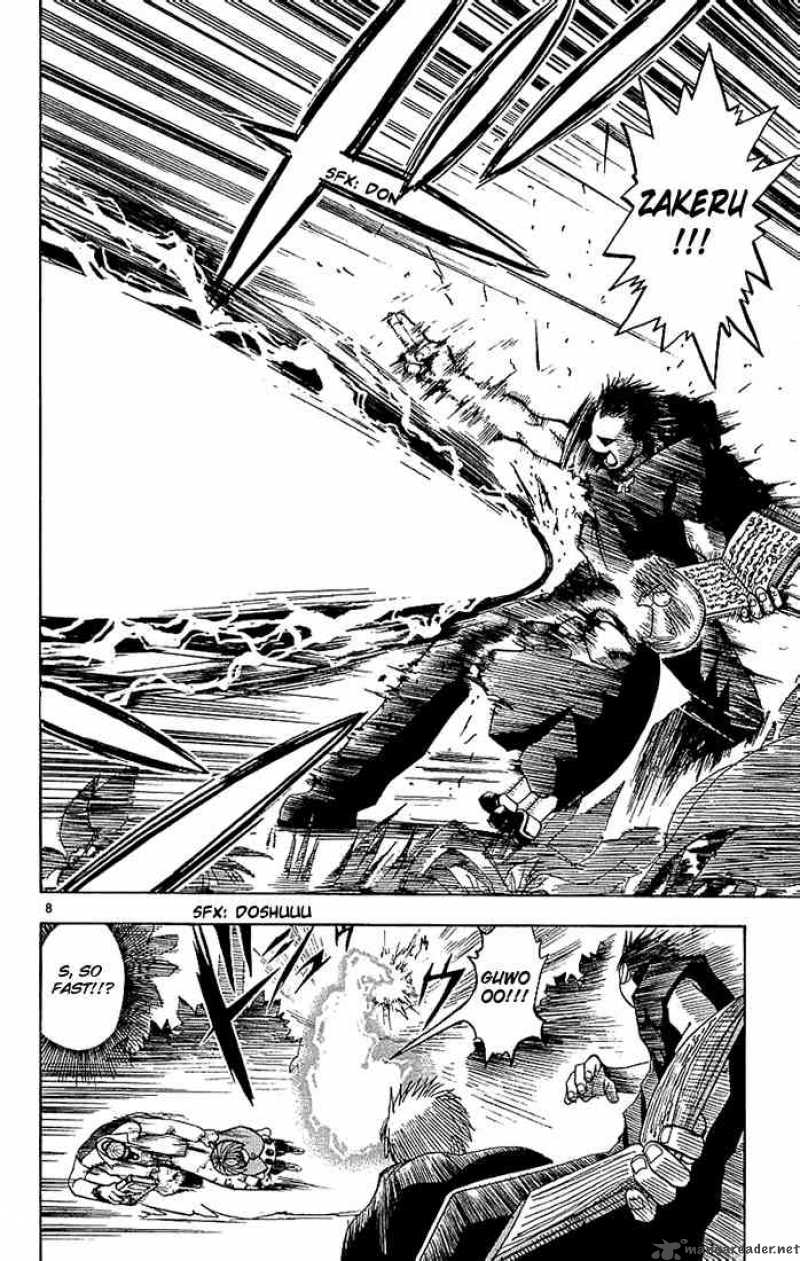 ZAKERU
!!!
SFX: DON
8
SFX: DOSHUUU
GUWO
OO!!!
S, SO
FAST!!?
mangareader.net